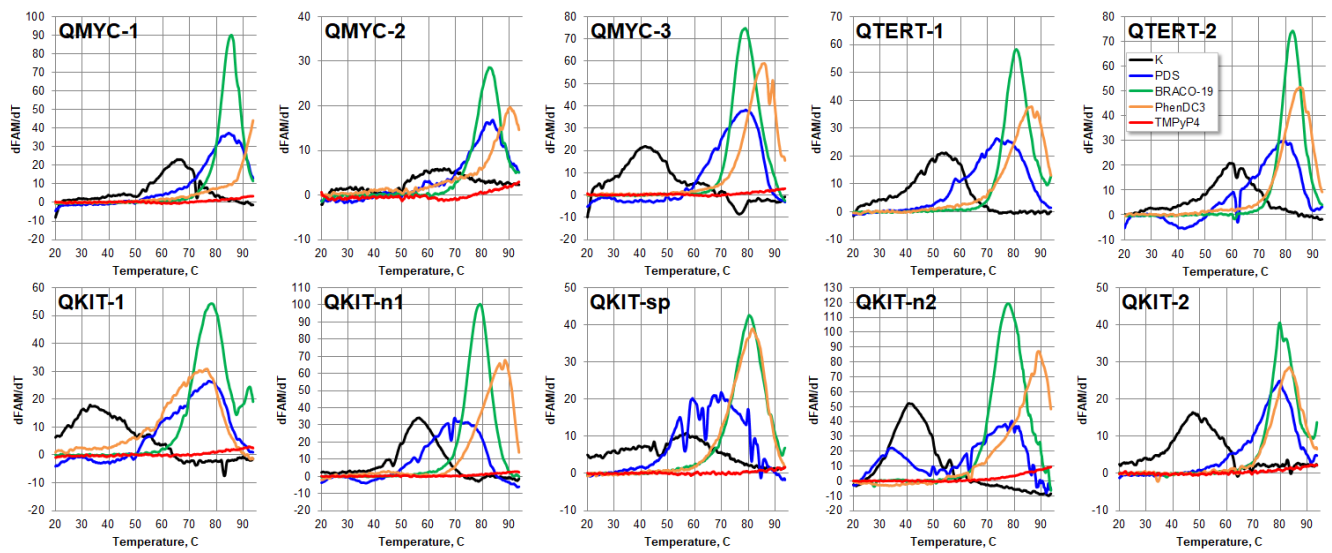 QMYC-1
dFAM/dT
100
90
80
70
60
50
40
30
20
10
0
-10
-20
20 30 40 50 60 70 80 90
Temperature, C
QMYC-2
dFAM/dT
40
30
20
10
0
-10
20 30 40 50 60 70 80 90
Temperature, C
QMYC-3
dFAM/dT
80
70
60
50
40
30
20
10
0
-10
-20
20 30 40 50 60 70 80 90
Temperature, C
QTERT-1
dFAM/dT
70
60
50
40
30
20
10
0
-10
20 30 40 50 60 70 80 90
Temperature, C
QTERT-2
dFAM/dT
80
70
60
50
40
30
20
10
0
-10
K
PDS
BRACO-19
PhenDC3
TMPyP4
20 30 40 50 60 70 80 90
Temperature, C
QKIT-1
dFAM/dT
60
50
40
30
20
10
0
-10
-20
20 30 40 50 60 70 80 90
Temperature, C
QKIT-n1
dFAM/dT
110
100
90
80
70
60
50
40
30
20
10
0
-10
-20
20 30 40 50 60 70 80 90
Temperature, C
QKIT-sp
dFAM/dT
50
40
30
20
10
0
-10
20 30 40 50 60 70 80 90
Temperature, C
QKIT-n2
dFAM/dT
130
120
110
100
90
80
70
60
50
40
30
20
10
0
-10
-20
20 30 40 50 60 70 80 90
Temperature, C
QKIT-2
dFAM/dT
50
40
30
20
10
0
-10
20 30 40 50 60 70 80 90
Temperature, C